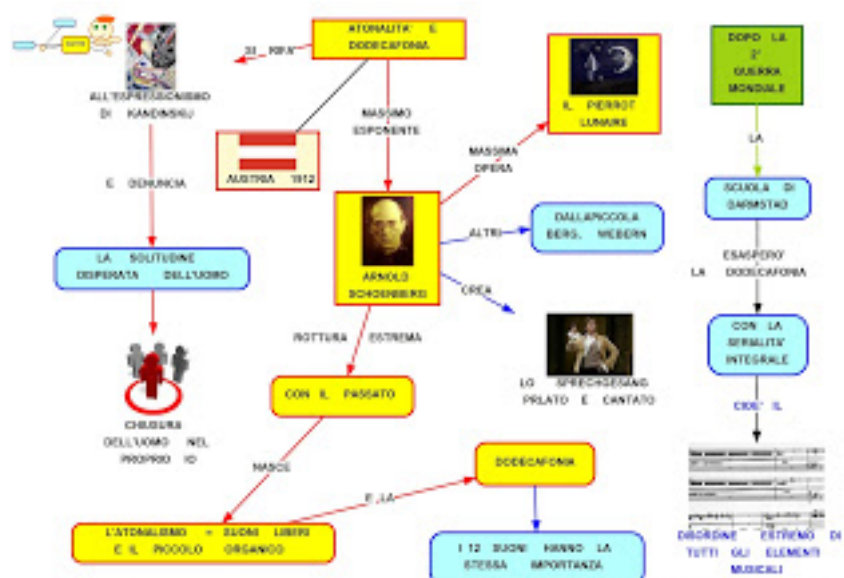 ATONALITA' E
DODECAFONIA
SI RIFA'
ALL'ESPRESSIONISMO
DI KANDINSKIJ
E DENUNCIA
LA SOLITUDINE
DISPERATA DELL'UOMO
CHIUSURA
DELL'UOMO NEL
PROPRIO IO
AUSTRIA 1912
MASSIMO
ESPONENTE
ARNOLD
SCHOENBERG
MASSIMA
OPERA
IL PIERROT
LUNAIRE
ALTRI
DALLAPICCOLA
BERG, WEBERN
CREA
LO SPRECHGESANG
PRLATO E CANTATO
ROTTURA ESTREMA
CON IL PASSATO
NASCE
L'ATONALISMO = SUONI LIBERI
E IL PICCOLO ORGANICO
E LA
DODECAFONIA
I 12 SUONI HANNO LA
STESSA IMPORTANZA
DOPO LA
2' GUERRA
MONDIALE
LA
SCUOLA DI
DARMSTAD
ESASPERO'
LA DODECAFONIA
CON LA
SERIALITA'
INTEGRALE
CIOE' IL
DISORDINE ESTREMO DI
TUTTI GLI ELEMENTI
MUSICALI